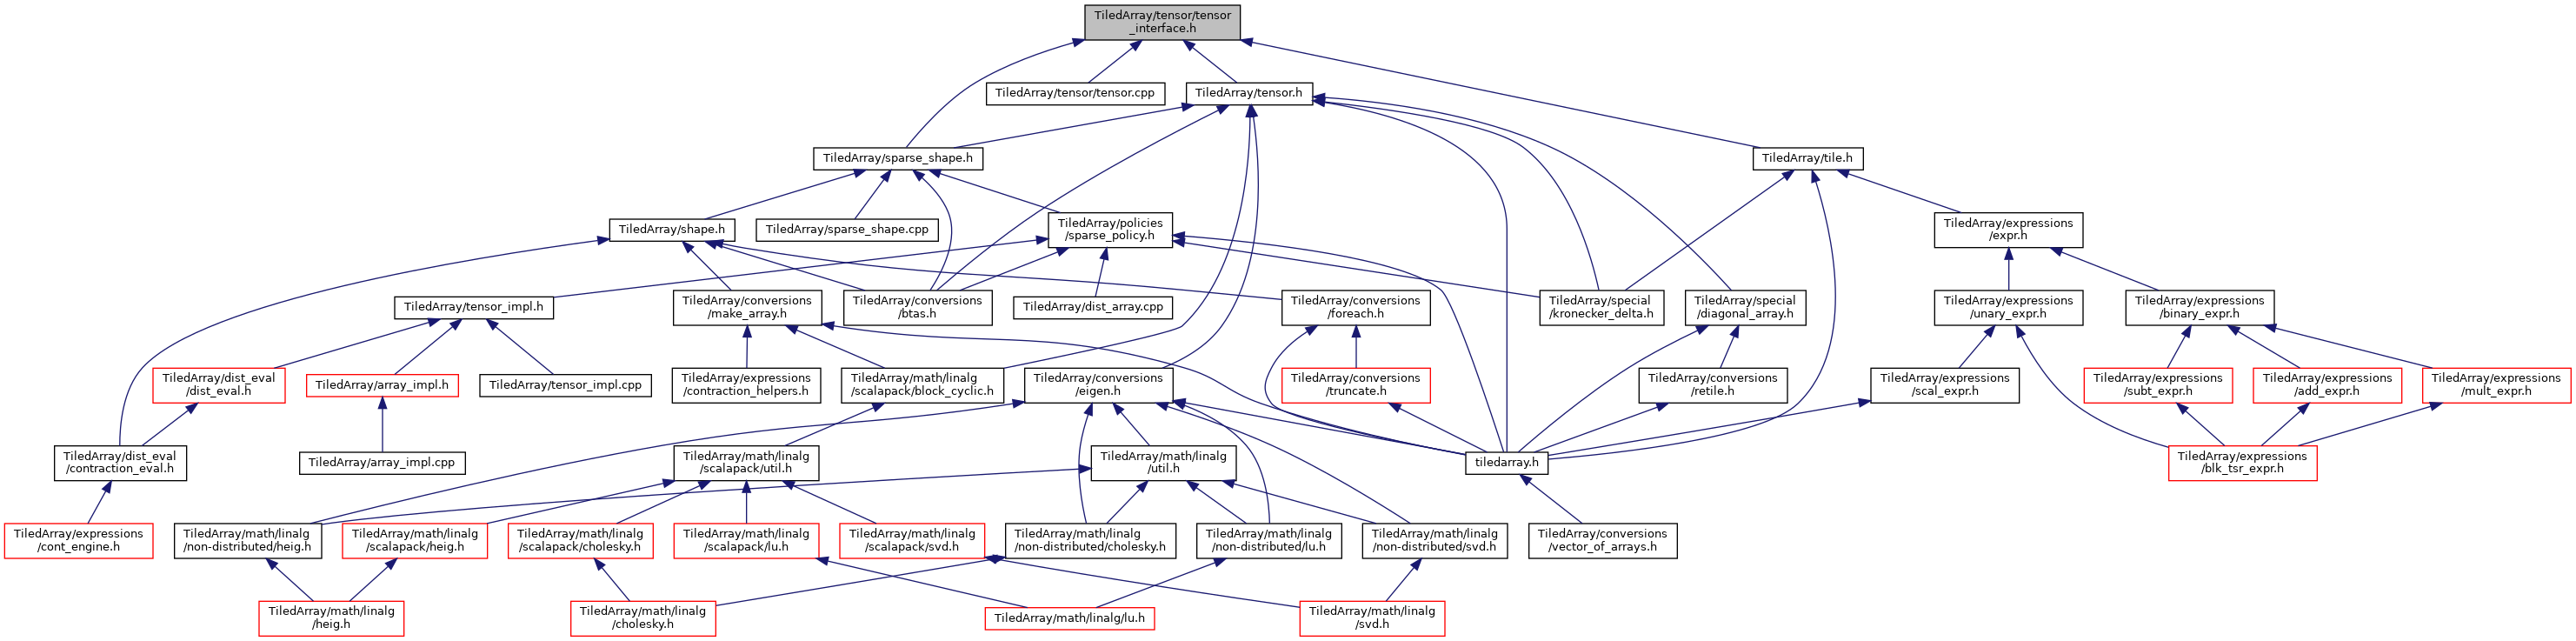 TiledArray/tensor/tensor
_interface.h
TiledArray/tensor/tensor.cpp
TiledArray/tensor.h
TiledArray/sparse_shape.h
TiledArray/tile.h
TiledArray/shape.h
TiledArray/sparse_shape.cpp
TiledArray/policies
/sparse_policy.h
TiledArray/expressions
/expr.h
TiledArray/tensor_impl.h
TiledArray/conversions
/make_array.h
TiledArray/conversions
/btas.h
TiledArray/dist_array.cpp
TiledArray/conversions
/foreach.h
TiledArray/special
/kronecker_delta.h
TiledArray/special
/diagonal_array.h
TiledArray/expressions
/unary_expr.h
TiledArray/expressions
/binary_expr.h
TiledArray/dist_eval
/dist_eval.h
TiledArray/array_impl.h
TiledArray/tensor_impl.cpp
TiledArray/expressions
/contraction_helpers.h
TiledArray/math/linalg
/scalapack/block_cyclic.h
TiledArray/conversions
/eigen.h
TiledArray/conversions
/truncate.h
TiledArray/conversions
/retile.h
TiledArray/expressions
/scal_expr.h
TiledArray/expressions
/subt_expr.h
TiledArray/expressions
/add_expr.h
TiledArray/expressions
/mult_expr.h
TiledArray/dist_eval
/contraction_eval.h
TiledArray/array_impl.cpp
TiledArray/math/linalg
/scalapack/util.h
TiledArray/math/linalg
/util.h
tiledarray.h
TiledArray/expressions
/blk_tsr_expr.h
TiledArray/expressions
/cont_engine.h
TiledArray/math/linalg
/non-distributed/heig.h
TiledArray/math/linalg
/scalapack/heig.h
TiledArray/math/linalg
/scalapack/cholesky.h
TiledArray/math/linalg
/scalapack/lu.h
TiledArray/math/linalg
/scalapack/svd.h
TiledArray/math/linalg
/non-distributed/cholesky.h
TiledArray/math/linalg
/non-distributed/lu.h
TiledArray/math/linalg
/non-distributed/svd.h
TiledArray/conversions
/vector_of_arrays.h
TiledArray/math/linalg
/heig.h
TiledArray/math/linalg
/cholesky.h
TiledArray/math/linalg/lu.h
TiledArray/math/linalg
/svd.h